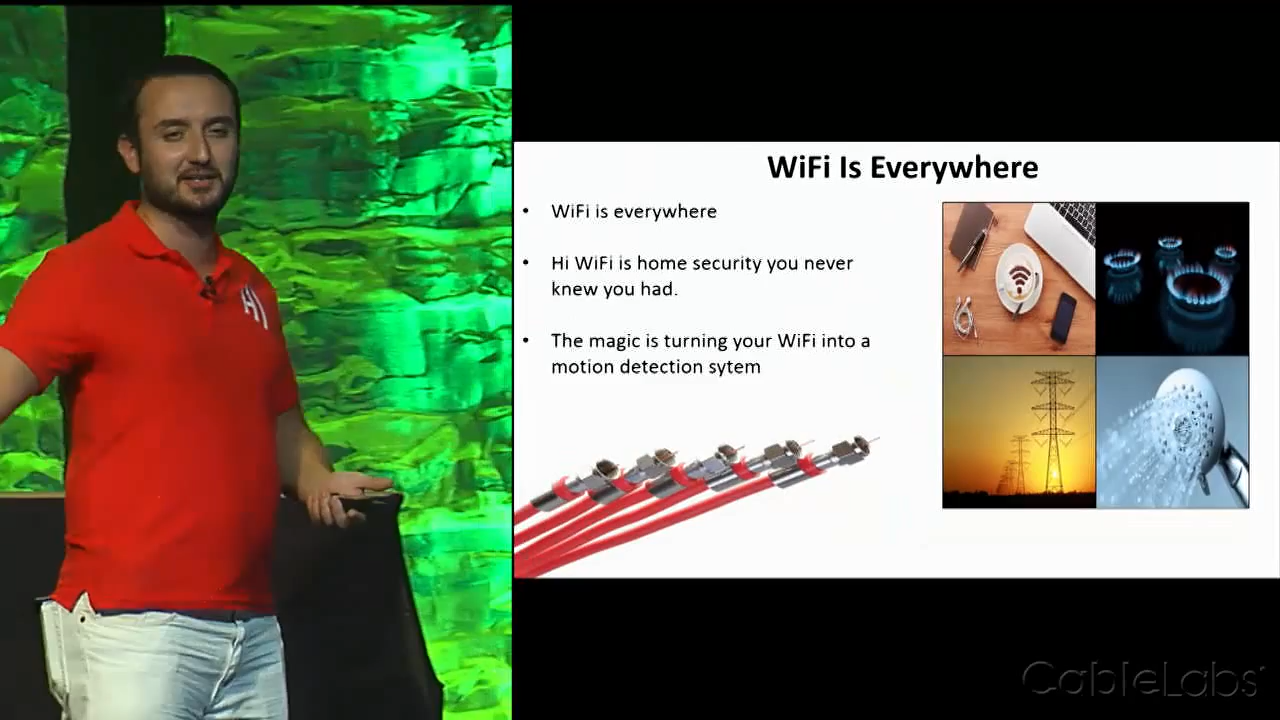 WiFi Is Everywhere
• WiFi is everywhere
• Hi WiFi is home security you never
knew you had.
• The magic is turning your WiFi into a
motion detection sytem
HI
CableLabs